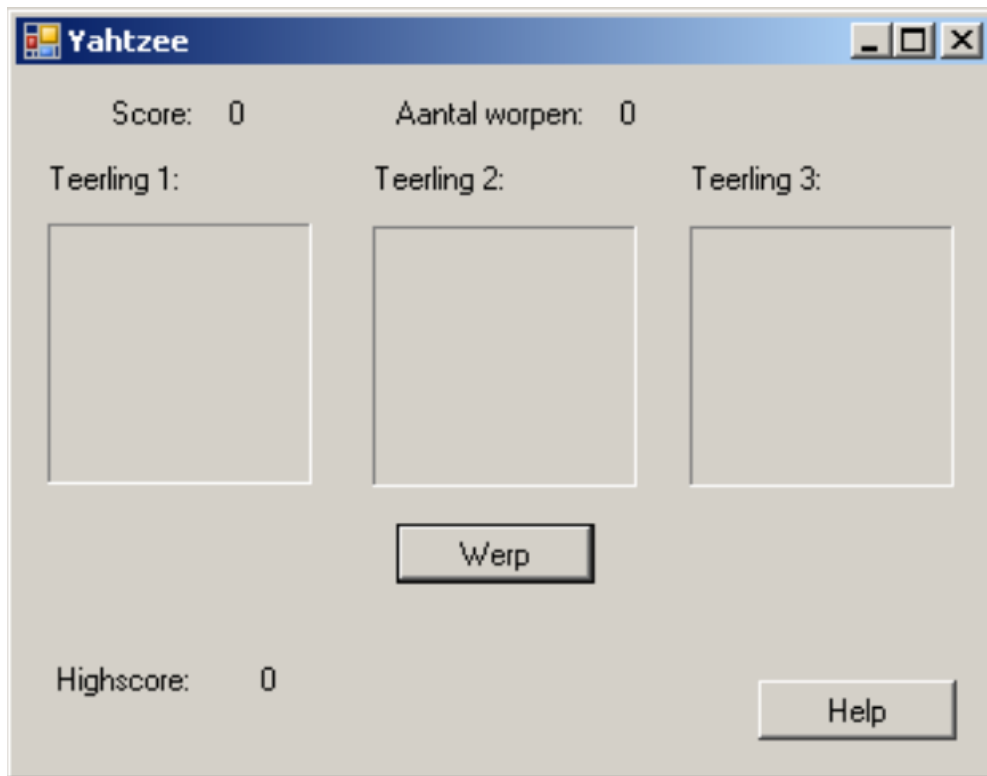 Yahtzee
Score: 0 Aantal worpen: 0
Teerling 1: Teerling 2: Teerling 3:
Werp
Highscore: 0
Help